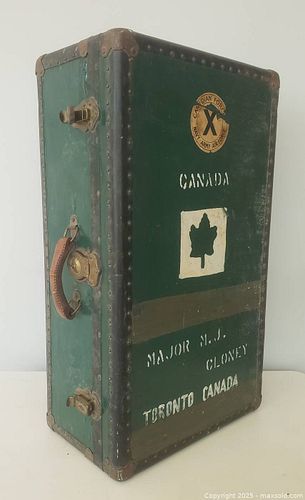 X
CANADA
MAJOR M.J.
CLONEY
TORONTO CANADA
Copyright 2025 - maxsold.com